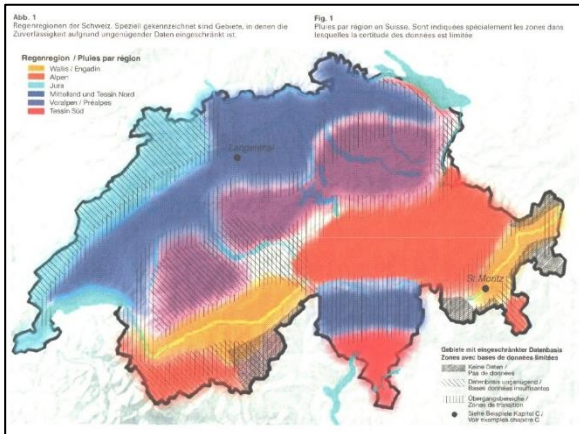 Abb. 1
Regenregionen der Schweiz. Speziell gekennzeichnet sind Gebiete, in denen die
Zuverlässigkeit aufgrund ungenügender Daten eingeschränkt ist.
Fig. 1
Pluies par région en Suisse. Sont indiquées spécialement les zones dans
lesquelles la certitude des données est limitée
Regenregion / Pluies par région
Wallis / Engadin
Alpen
Jura
Mittelland und Tessin Nord
Voralpen / Préalpes
Tessin Süd
Langenthal
St. Moritz
Gebiete mit eingeschränkter Datenbasis
Zones avec bases de données limitées
Keine Daten /
Pas de données
Datenbasis ungenügend /
Bases données insuffisantes
Übergangsbereiche /
Zones de transition
Siehe Beispiele Kapitel C /
Voir exemples chapitre C